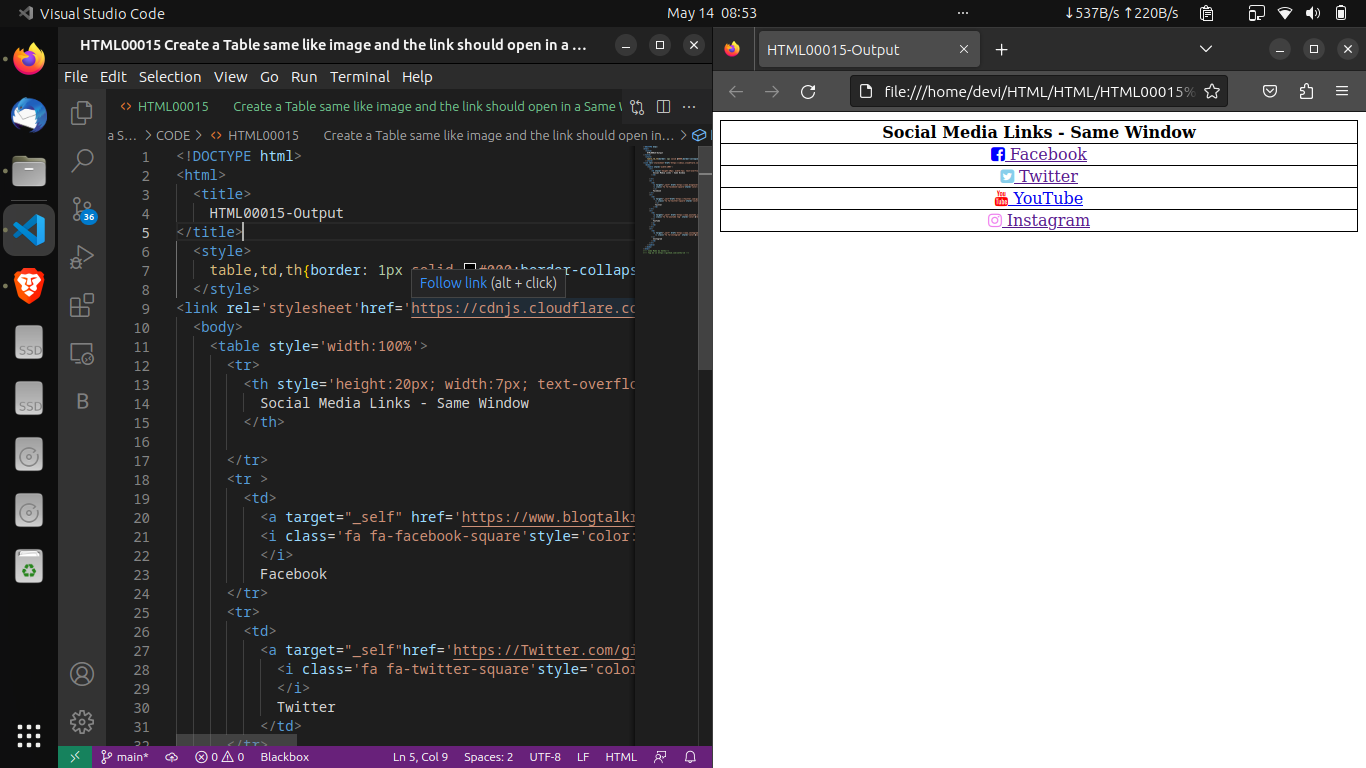 Visual Studio Code
May 14 08:53
↓537B/s ↑220B/s
HTML00015 Create a Table same like image and the link should open in a ...
File Edit Selection View Go Run Terminal Help
HTML00015 Create a Table same like image and the link should open in a Same W
a S... > CODE > HTML00015 Create a Table same like image and the link should open in... >
1 <!DOCTYPE html>
2 <html>
3 <title>
4 HTML00015-Output
5 </title>
6 <style>
7 table,td,th{border: 1px solid #000;border-collaps
8 </style>
Follow link (alt + click)
9 <link rel='stylesheet'href='https://cdnjs.cloudflare.co
10 <body>
11 <table style='width:100%'>
12 <tr>
13 <th style='height:20px; width:7px; text-overflo
14 Social Media Links - Same Window
15 </th>
16
17 </tr>
18 <tr >
19 <td>
20 <a target="_self" href='https://www.blogtalkr
21 <i class='fa fa-facebook-square'style='color:
22 </i>
23 Facebook
24 </tr>
25 <tr>
26 <td>
27 <a target="_self"href='https://Twitter.com/gi
28 <i class='fa fa-twitter-square'style='color
29 </i>
30 Twitter
31 </td>
32 </tr>
36
B
SSD
SSD
main* 0 0 Blackbox Ln 5, Col 9 Spaces: 2 UTF-8 LF HTML
HTML00015-Output
file:///home/devi/HTML/HTML/HTML00015%
Social Media Links - Same Window
Facebook
Twitter
You Tube YouTube
Instagram